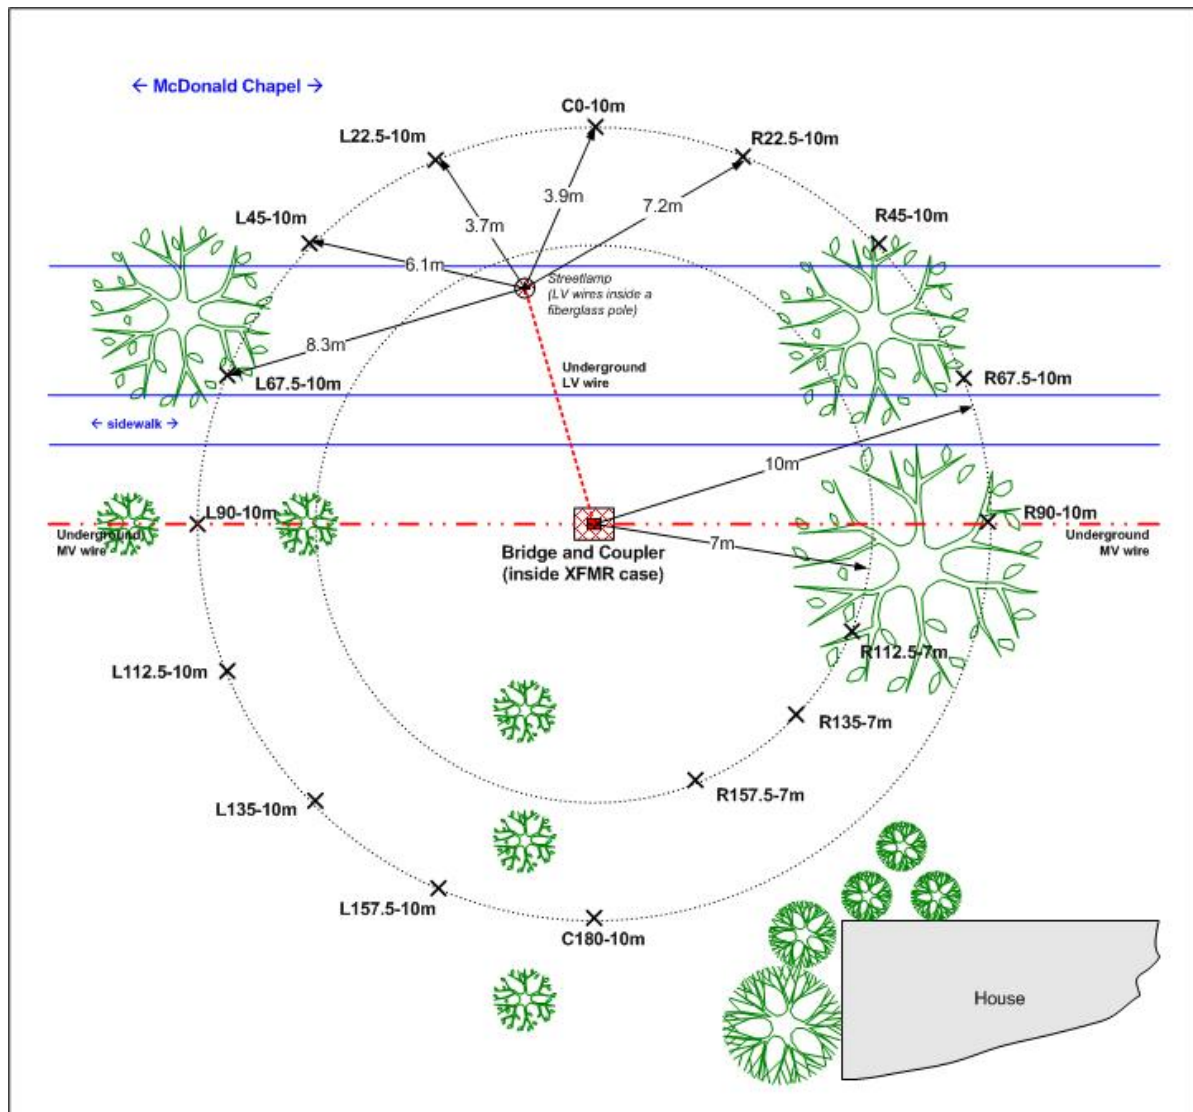 ← McDonald Chapel →
C0-10m
L22.5-10m
R22.5-10m
3.9m
7.2m
3.7m
L45-10m
R45-10m
6.1m
Streetlamp
(LV wires inside a
fiberglass pole)
8.3m
Underground
LV wire
L67.5-10m
R67.5-10m
← sidewalk →
10m
L90-10m
R90-10m
Underground
MV wire
Underground
MV wire
7m
Bridge and Coupler
(inside XFMR case)
R112.5-7m
L112.5-10m
R135-7m
R157.5-7m
L135-10m
L157.5-10m
C180-10m
House